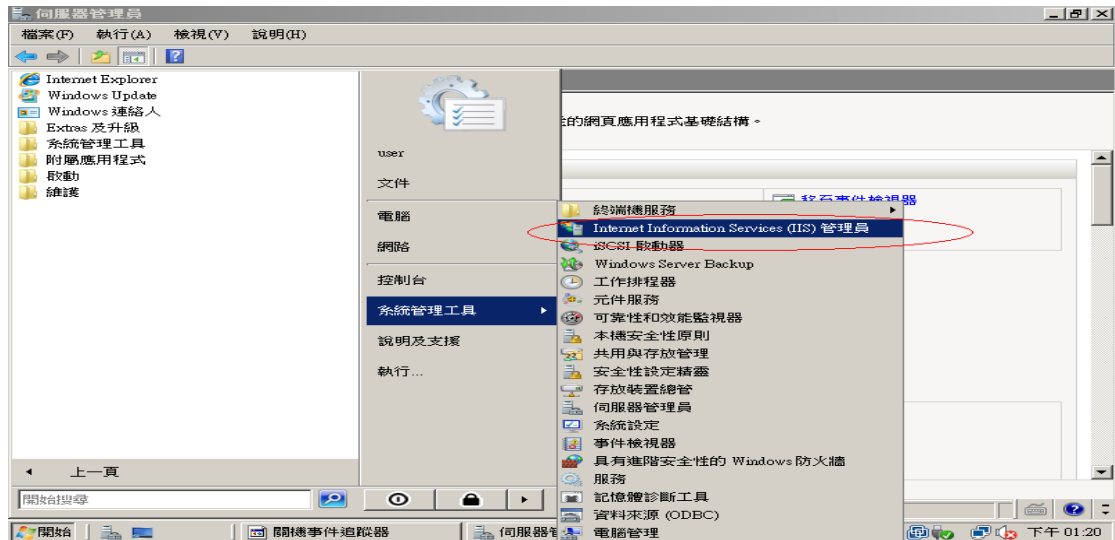 伺服器管理員
檔案(F) 執行(A) 檢視(V) 說明(H)
Internet Explorer
Windows Update
Windows 連絡人
Extras 及升級
系統管理工具
附屬應用程式
啟動
維護
上一頁
開始搜尋
user
文件
電腦
網路
控制台
系統管理工具
說明及支援
執行...
的網頁應用程式基礎結構。
移至事件檢視器
終端機服務
Internet Information Services (IIS) 管理員
iSCSI 啟動器
Windows Server Backup
工作排程器
元件服務
可靠性和效能監視器
本機安全性原則
共用與存放管理
安全性設定精靈
存放裝置總管
伺服器管理員
系統設定
事件檢視器
具有進階安全性的 Windows 防火牆
服務
記憶體診斷工具
資料來源 (ODBC)
電腦管理
開始
關機事件追蹤器
伺服器
下午 01:20